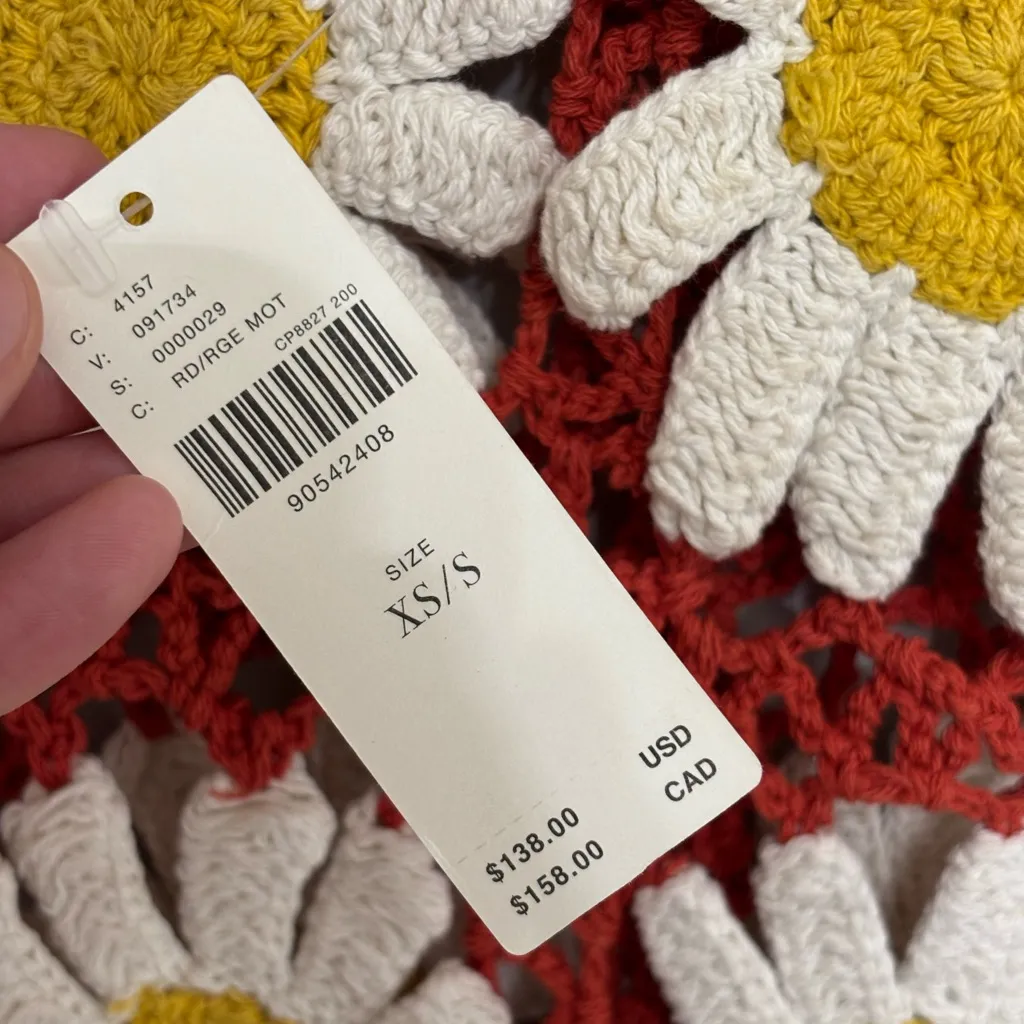 C: 4157
V: 091734
S: 0000029
C: RD/RGE MOT
CP8827 200
90542408
SIZE
XS/S
$138.00 USD
$158.00 CAD